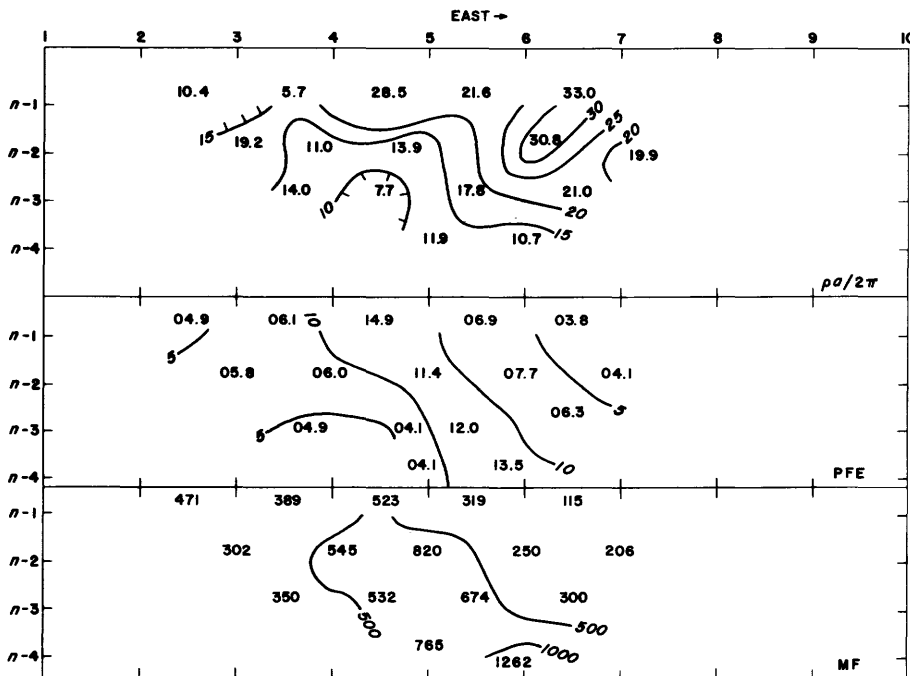 EAST →
1 2 3 4 5 6 7 8 9 10
n-1 10.4 5.7 28.5 21.6 33.0
30
25
20
15 19.2 11.0 13.9 30.8
n-2 19.9
14.0 7.7 17.8 21.0
n-3 10 20
11.9 10.7 15
n-4
ρa/2π
04.9 06.1 10 14.9 06.9 03.8
n-1
5
05.8 06.0 11.4 07.7 04.1
n-2
06.3 5
n-3 5 04.9 04.1 12.0
04.1 13.5 10
n-4 PFE
471 389 523 319 115
n-1
n-2 302 545 820 250 206
350 532 674 300
n-3 500 500
765
n-4 1262 1000 MF